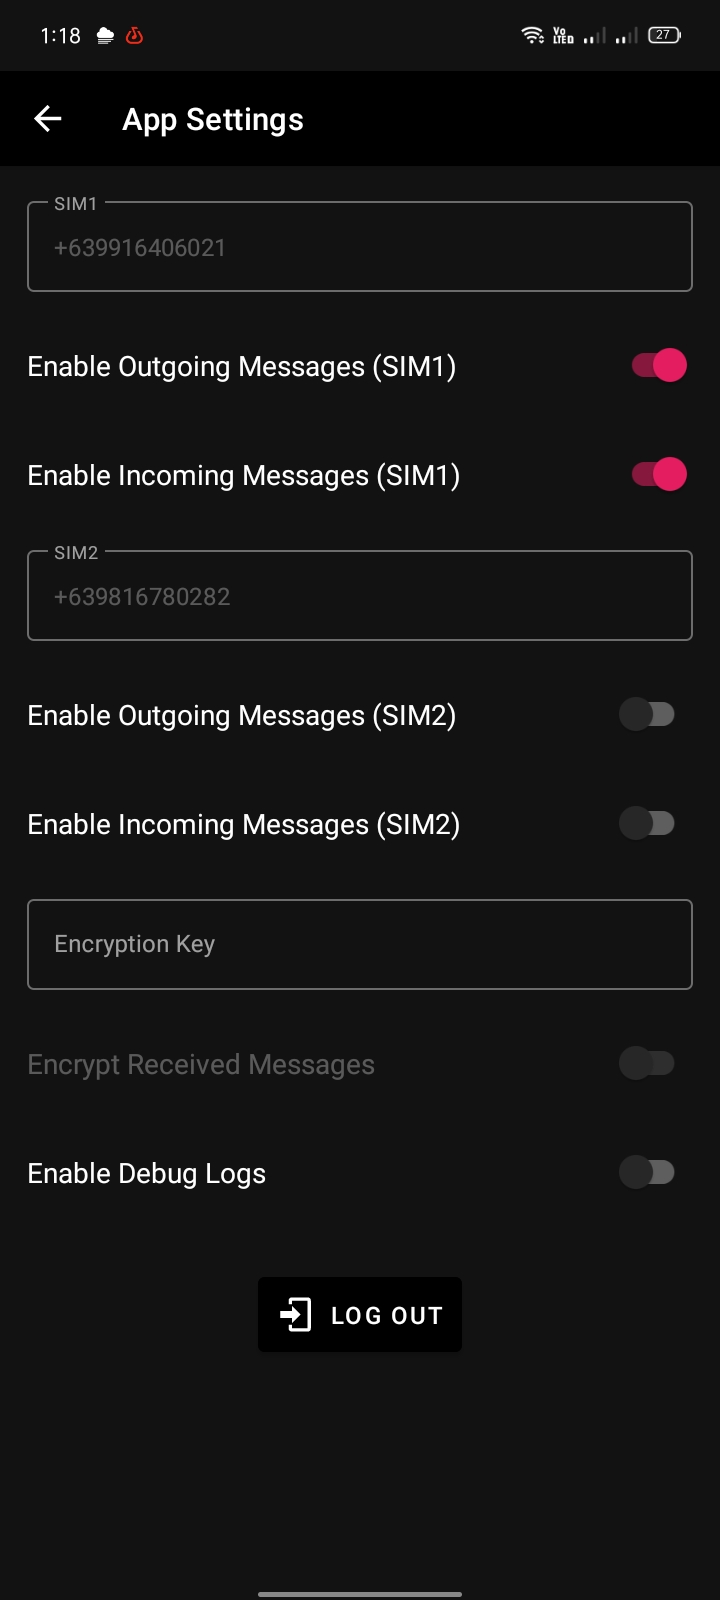 1:18
Vo
LTE D
27
App Settings
SIM1
+639916406021
Enable Outgoing Messages (SIM1)
Enable Incoming Messages (SIM1)
SIM2
+639816780282
Enable Outgoing Messages (SIM2)
Enable Incoming Messages (SIM2)
Encryption Key
Encrypt Received Messages
Enable Debug Logs
LOG OUT